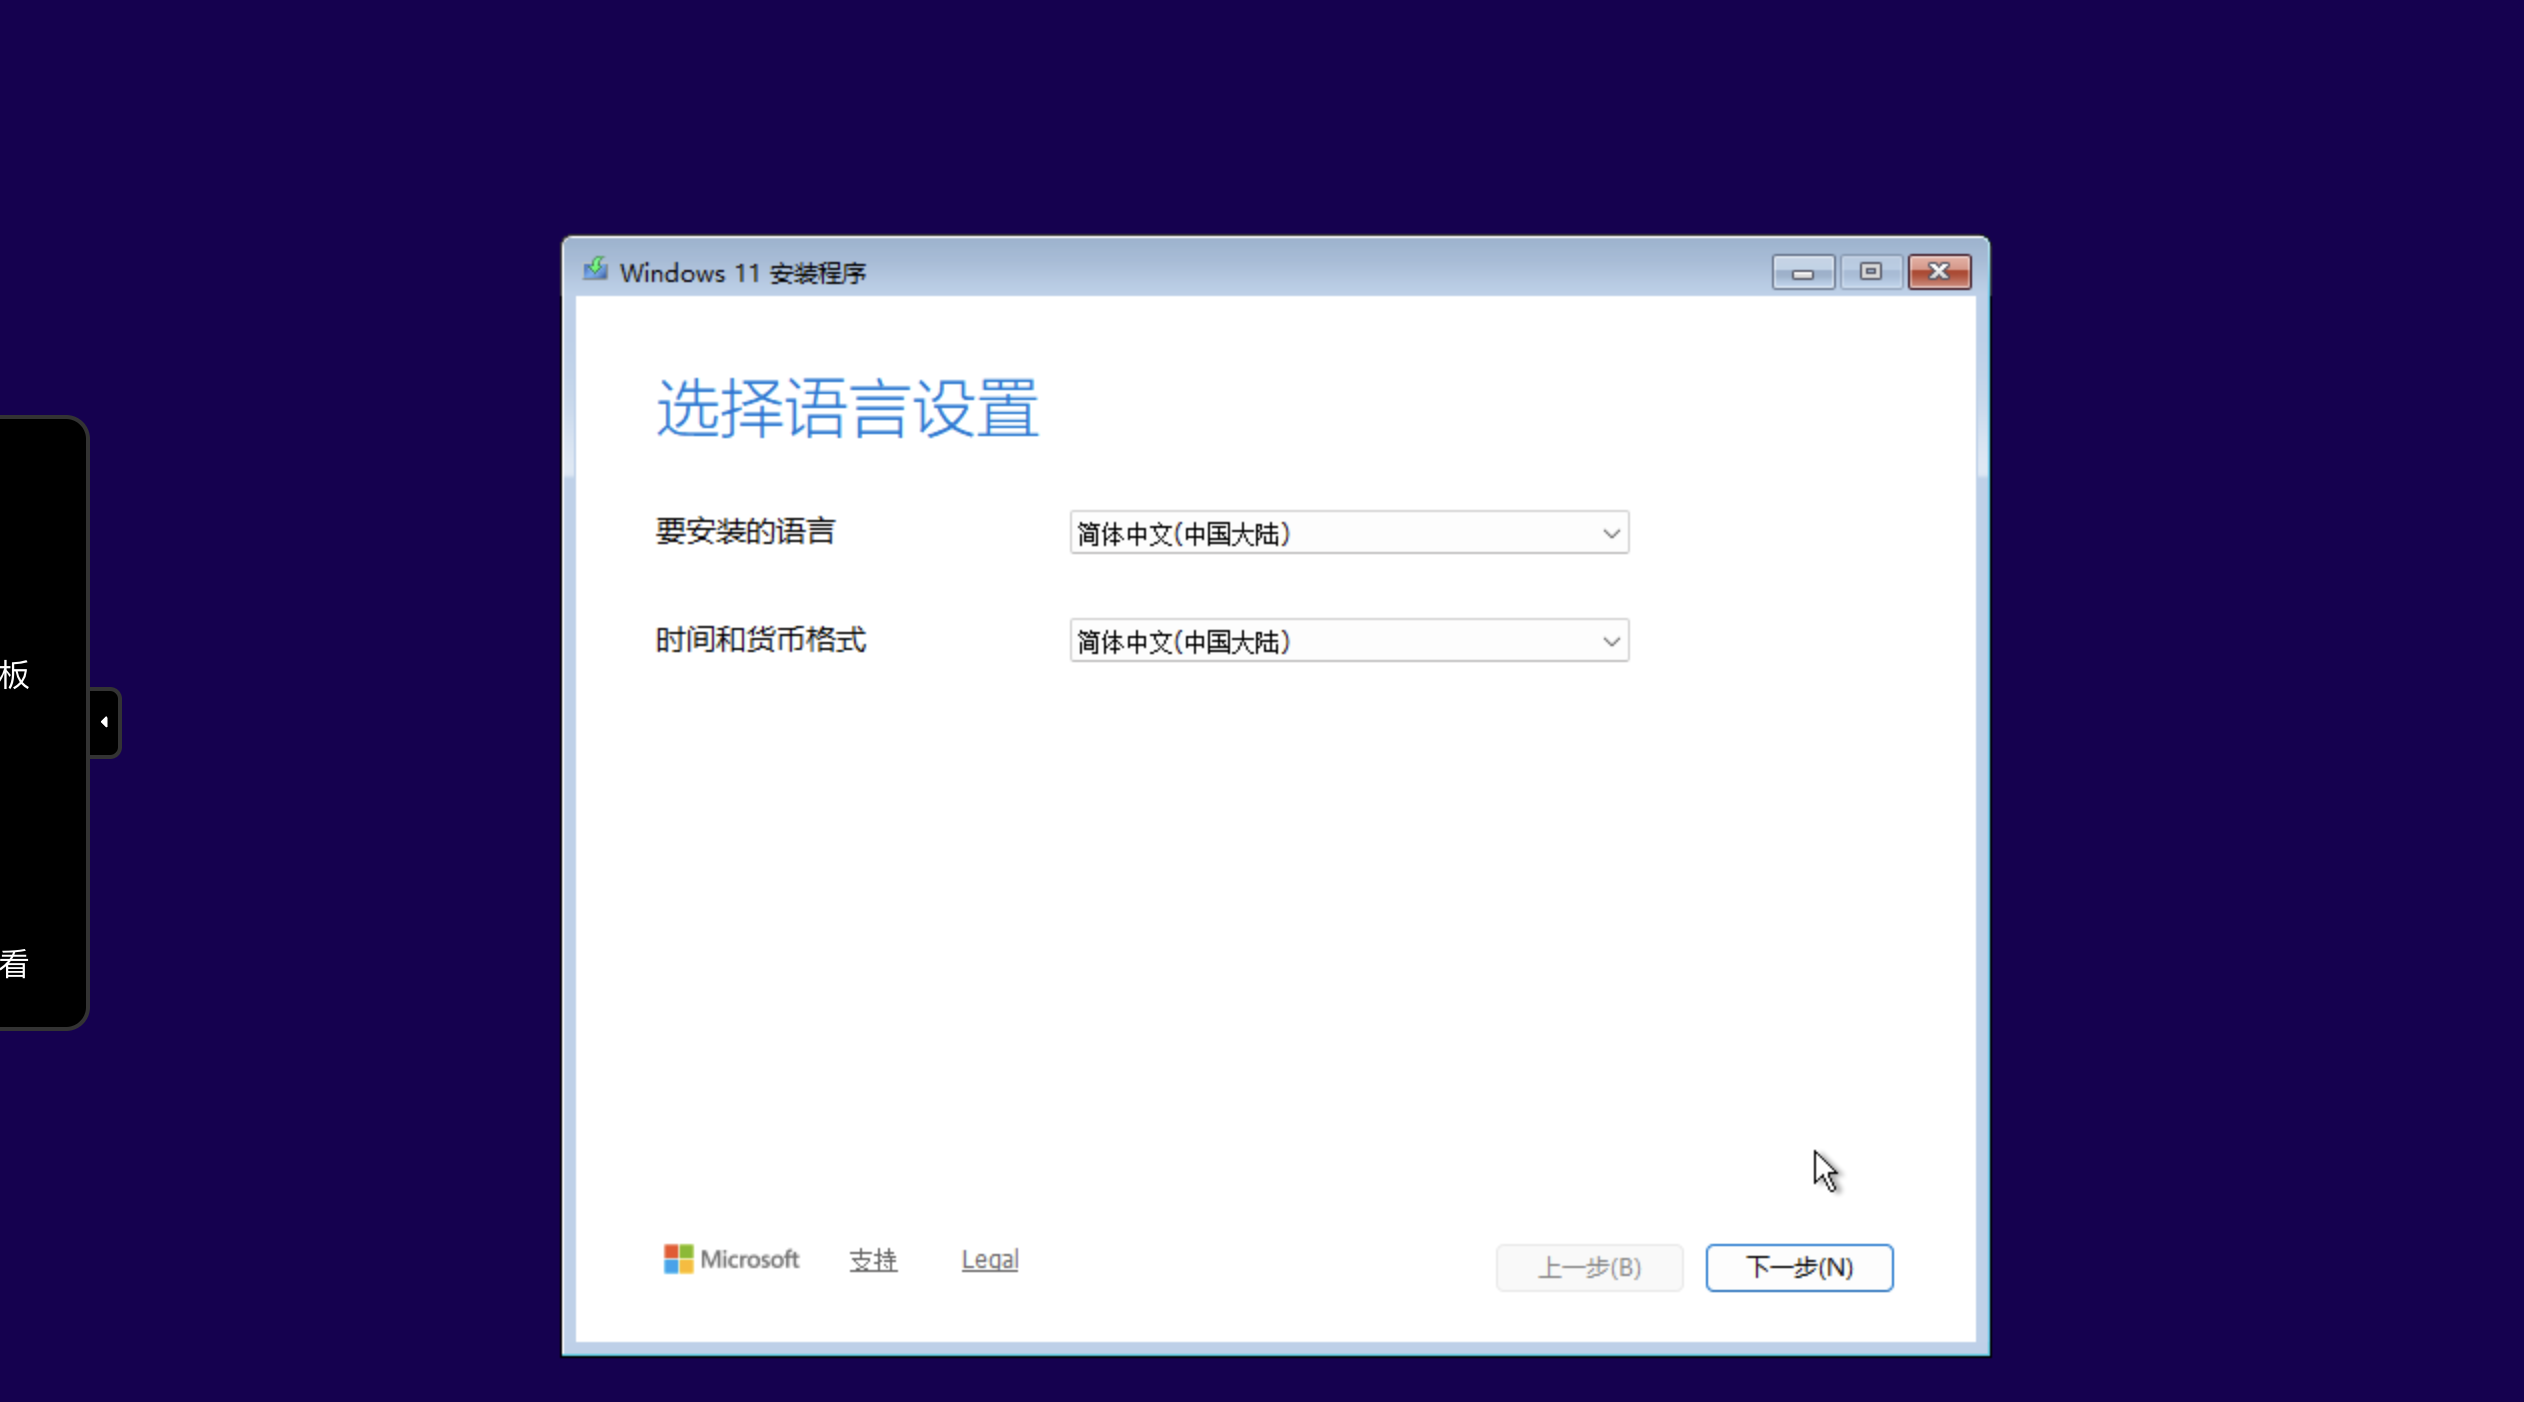 Windows 11 安装程序
选择语言设置
要安装的语言
简体中文(中国大陆)
时间和货币格式
简体中文(中国大陆)
板
看
Microsoft
支持
Legal
上一步(B)
下一步(N)